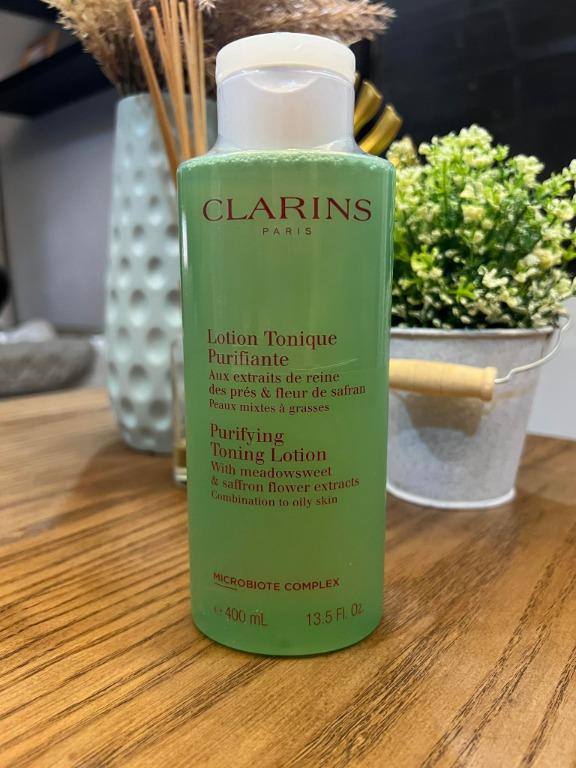 CLARINS
PARIS
Lotion Tonique
Purifiante
Aux extraits de reine
des prés & fleur de safran
Peaux mixtes à grasses
Purifying
Toning Lotion
With meadowsweet
& saffron flower extracts
Combination to oily skin
MICROBIOTE COMPLEX
e 400 mL 13.5 Fl. Oz.